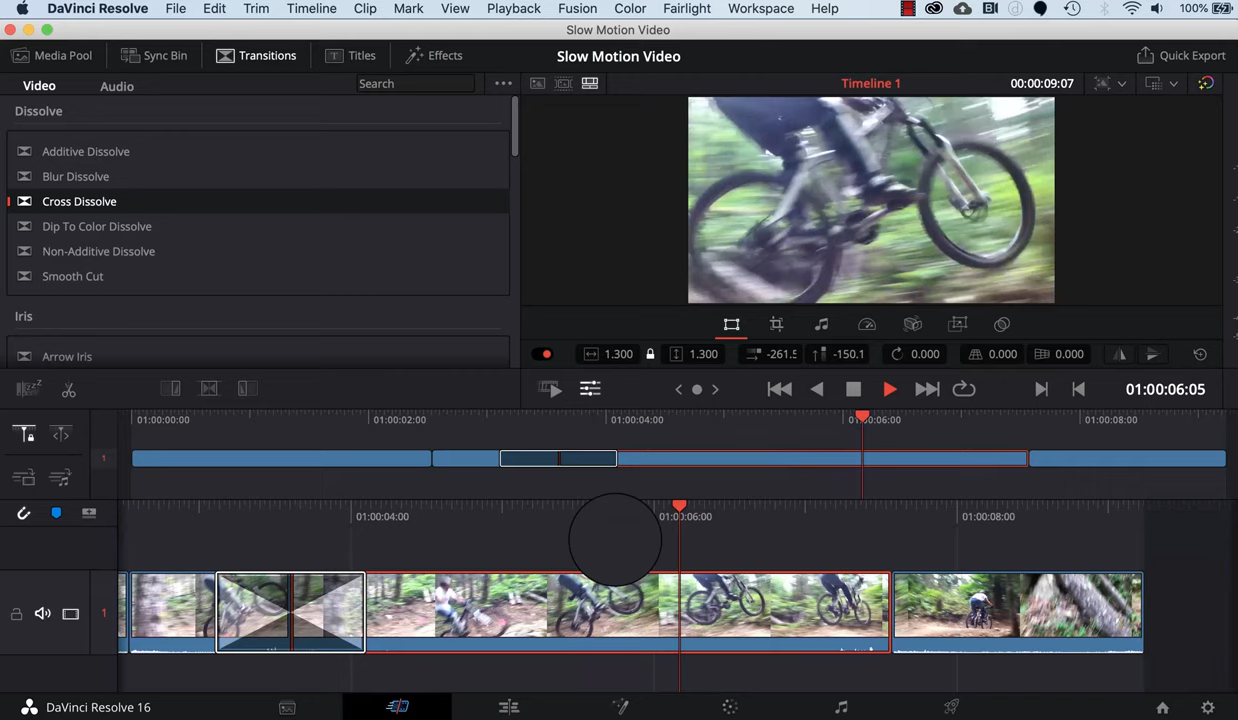 DaVinci Resolve File Edit Trim Timeline Clip Mark View Playback Fusion Color Fairlight Workspace Help 100%
Slow Motion Video
Media Pool Sync Bin Transitions Titles Effects Slow Motion Video Quick Export
Video Audio Search Timeline 1 00:00:09:07
Dissolve
Additive Dissolve
Blur Dissolve
Cross Dissolve
Dip To Color Dissolve
Non-Additive Dissolve
Smooth Cut
Iris
Arrow Iris
1.300 1.300 -261.5 -150.1 0.000 0.000 0.000
01:00:06:05
01:00:00:00 01:00:02:00 01:00:04:00 01:00:06:00 01:00:08:00
1
01:00:04:00 01:00:06:00 01:00:08:00
1
DaVinci Resolve 16